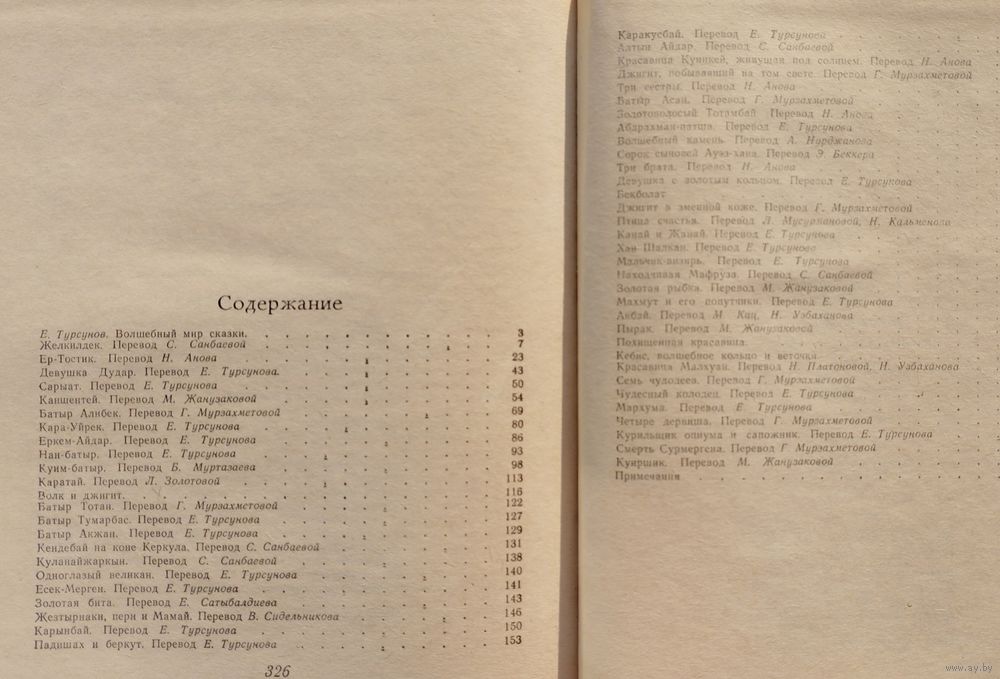 Содержание
Е. Турсунов. Волшебный мир сказки. 3
Желкилдек. Перевод С. Санбаевой 7
Ер-Тостик. Перевод Н. Анова 23
Девушка Дудар. Перевод Е. Турсунова. 43
Сарыат. Перевод Е. Турсунова 50
Каншентей. Перевод М. Жанузаковой 54
Батыр Алибек. Перевод Г. Мурзахметовой 69
Кара-Уйрек. Перевод Е. Турсунова 80
Еркем-Айдар. Перевод Е. Турсунова 86
Нан-батыр. Перевод Е. Турсунова 93
Куим-батыр. Перевод Б. Муртазаева 98
Каратай. Перевод Л. Золотовой 113
Волк и джигит. 116
Батыр Тотан. Перевод Г. Мурзахметовой 122
Батыр Тумарбас. Перевод Е. Турсунова 127
Батыр Акжан. Перевод Е. Турсунова 129
Кендебай на коне Керкула. Перевод С. Санбаевой 131
Куланайжаркын. Перевод С. Санбаевой 138
Одноглазый великан. Перевод Е. Турсунова 140
Есек-Мерген. Перевод Е. Турсунова 141
Золотая бита. Перевод Е. Сатыбалдиева 143
Жезтырнаки, пери и Мамай. Перевод В. Сидельникова 146
Карынбай. Перевод Е. Турсунова 150
Падишах и беркут. Перевод Е. Турсунова 153
326
Каракусбай. Перевод Е. Турсунова
Алтын Айдар. Перевод С. Санбаевой
Красавица Куникей, живущая под солнцем. Перевод Н. Анова
Джигит, побывавший на том свете. Перевод Г. Мурзахметовой
Три сестры. Перевод Н. Анова
Батыр Асан. Перевод Г. Мурзахметовой
Золотоволосый Тотамбай. Перевод Н. Анова
Абдрахман-патша. Перевод Е. Турсунова
Волшебный камень. Перевод А. Нурджанова
Сорок сыновей Ауэз-хана. Перевод Э. Беккера
Три брата. Перевод Н. Анова
Девушка с золотым кольцом. Перевод Е. Турсунова
Бекболат
Джигит в змеиной коже. Перевод Г. Мурзахметовой
Птица счастья. Перевод Л. Мусурмановой, Н. Кальменова
Канай и Жанай. Перевод Е. Турсунова
Хан Шалкан. Перевод Е. Турсунова
Мальчик-визирь. Перевод Е. Турсунова
Находчивая Мафруза. Перевод С. Санбаевой
Золотая рыбка. Перевод М. Жанузаковой
Махмут и его попутчики. Перевод Е. Турсунова
Аибай. Перевод М. Кац, Н. Узбаханова
Пырак. Перевод М. Жанузаковой
Похищенная красавица.
Кебис, волшебное кольцо и веточки
Красавица Малхуан. Перевод Н. Платоновой, Н. Узбаханова
Семь чудодеев. Перевод Г. Мурзахметовой
Чудесный колодец. Перевод Е. Турсунова
Мархума. Перевод Е. Турсунова
Четыре дервиша. Перевод Г. Мурзахметовой
Курильщик опиума и сапожник. Перевод Е. Турсунова
Смерть Сурмергена. Перевод Г. Мурзахметовой
Куиршик. Перевод М. Жанузаковой
Примечания
www.ay.by